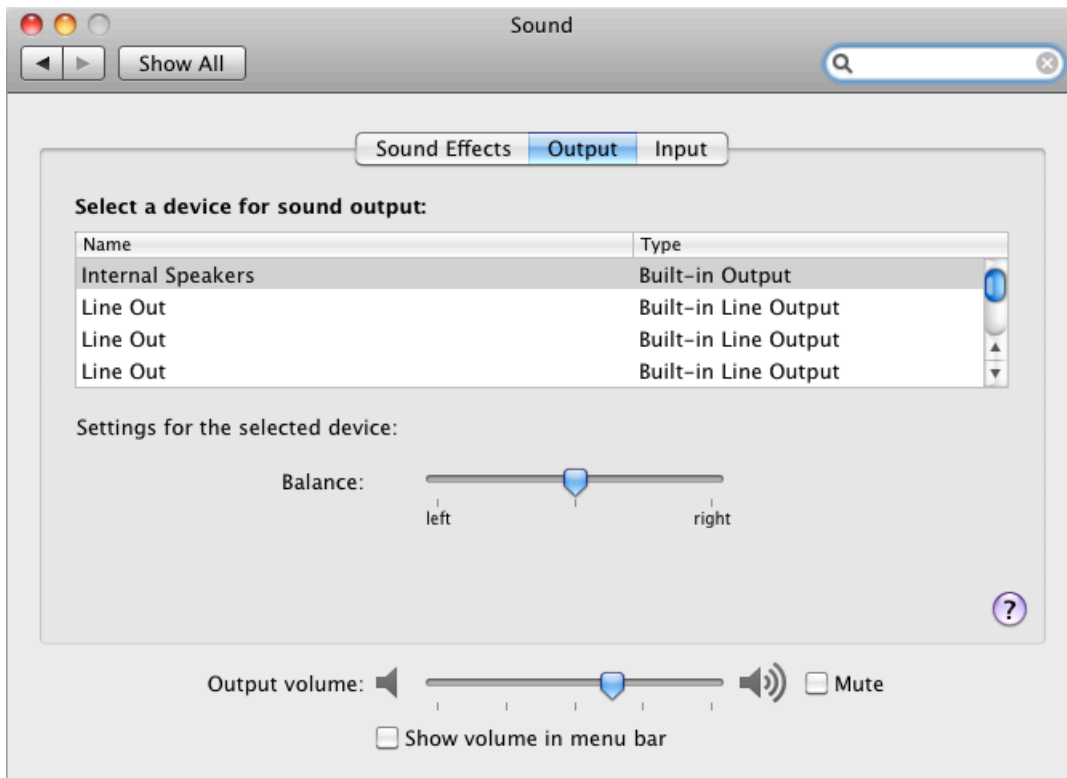 Sound
Show All
Sound Effects Output Input
Select a device for sound output:
Name Type
Internal Speakers Built-in Output
Line Out Built-in Line Output
Line Out Built-in Line Output
Line Out Built-in Line Output
Settings for the selected device:
Balance:
left right
?
Output volume: Mute
Show volume in menu bar